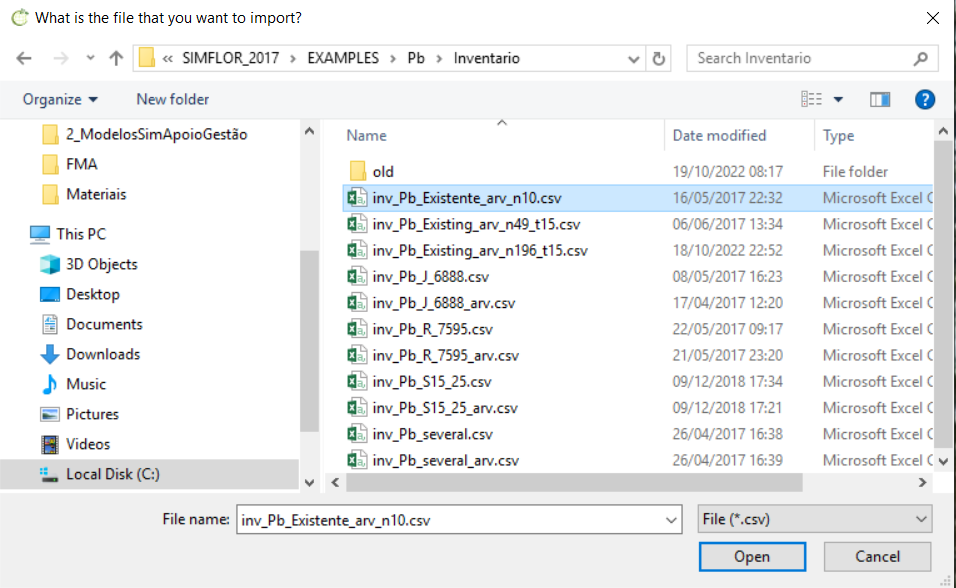 What is the file that you want to import?
« SIMFLOR_2017 › EXAMPLES › Pb › Inventario
Search Inventario
Organize
New folder
2_ModelosSimApoioGestão
FMA
Materiais
This PC
3D Objects
Desktop
Documents
Downloads
Music
Pictures
Videos
Local Disk (C:)
Name Date modified Type
old 19/10/2022 08:17 File folder
inv_Pb_Existente_arv_n10.csv 16/05/2017 22:32 Microsoft Excel C
inv_Pb_Existing_arv_n49_t15.csv 06/06/2017 13:34 Microsoft Excel C
inv_Pb_Existing_arv_n196_t15.csv 18/10/2022 22:52 Microsoft Excel C
inv_Pb_J_6888.csv 08/05/2017 16:23 Microsoft Excel C
inv_Pb_J_6888_arv.csv 17/04/2017 12:20 Microsoft Excel C
inv_Pb_R_7595.csv 22/05/2017 09:17 Microsoft Excel C
inv_Pb_R_7595_arv.csv 21/05/2017 23:20 Microsoft Excel C
inv_Pb_S15_25.csv 09/12/2018 17:34 Microsoft Excel C
inv_Pb_S15_25_arv.csv 09/12/2018 17:21 Microsoft Excel C
inv_Pb_several.csv 26/04/2017 16:38 Microsoft Excel C
inv_Pb_several_arv.csv 26/04/2017 16:39 Microsoft Excel C
File name: inv_Pb_Existente_arv_n10.csv
File (*.csv)
Open
Cancel